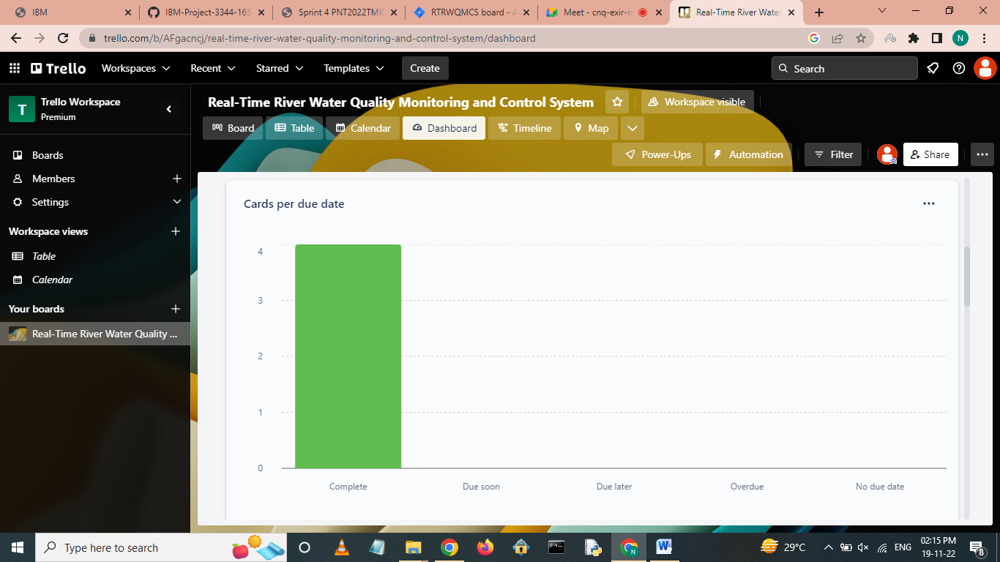 IBM
IBM-Project-3344-165
Sprint 4 PNT2022TMID
RTRWQMCS board - A
Meet - cnq-exir-m
Real-Time River Water
trello.com/b/AFgacncj/real-time-river-water-quality-monitoring-and-control-system/dashboard
N
Trello
Workspaces
Recent
Starred
Templates
Create
Search
T
Trello Workspace
Premium
Boards
Members
Settings
Workspace views
Table
Calendar
Your boards
Real-Time River Water Quality ...
Real-Time River Water Quality Monitoring and Control System
Workspace visible
Board
Table
Calendar
Dashboard
Timeline
Map
Power-Ups
Automation
Filter
Share
Cards per due date
4
3
2
1
0
Complete
Due soon
Due later
Overdue
No due date
Type here to search
N
W
29°C
ENG
02:15 PM
19-11-22
8